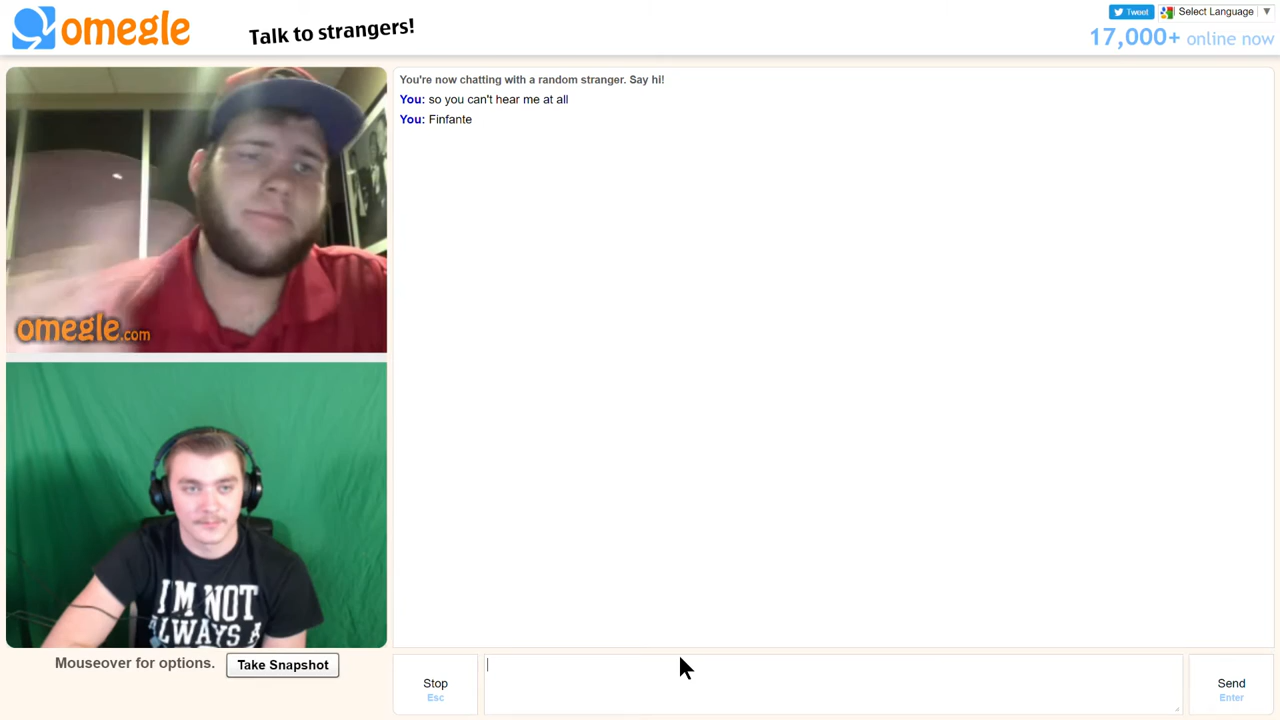 omegle
Talk to strangers!
Tweet
Select Language
17,000+ online now
You're now chatting with a random stranger. Say hi!
You: so you can't hear me at all
You: Finfante
omegle.com
I'M NOT
ALWAYS A
Mouseover for options.
Take Snapshot
Stop
Esc
Send
Enter